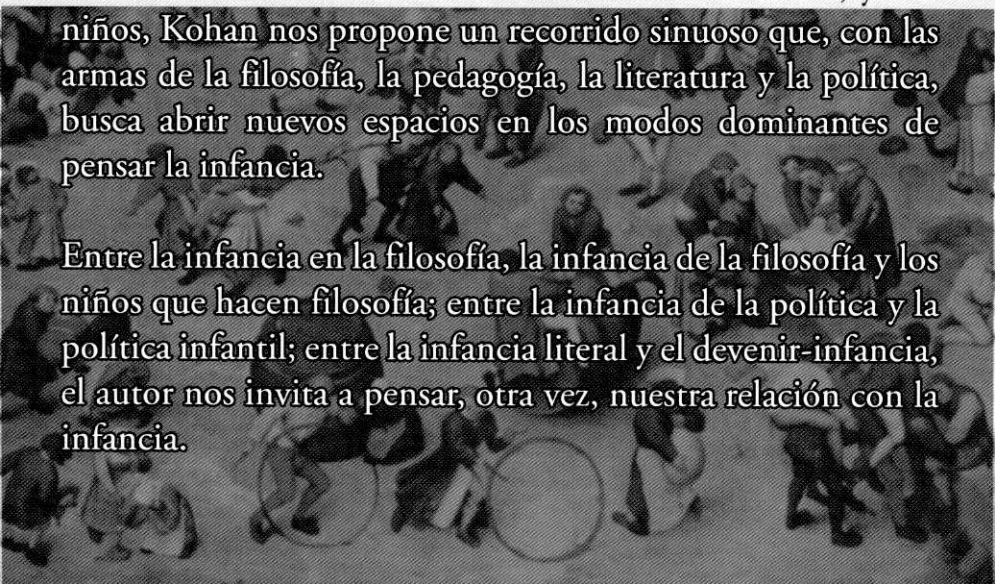 niños, Kohan nos propone un recorrido sinuoso que, con las
armas de la filosofía, la pedagogía, la literatura y la política,
busca abrir nuevos espacios en los modos dominantes de
pensar la infancia.
Entre la infancia en la filosofía, la infancia de la filosofía y los
niños que hacen filosofía; entre la infancia de la política y la
política infantil; entre la infancia literal y el devenir-infancia,
el autor nos invita a pensar, otra vez, nuestra relación con la
infancia.